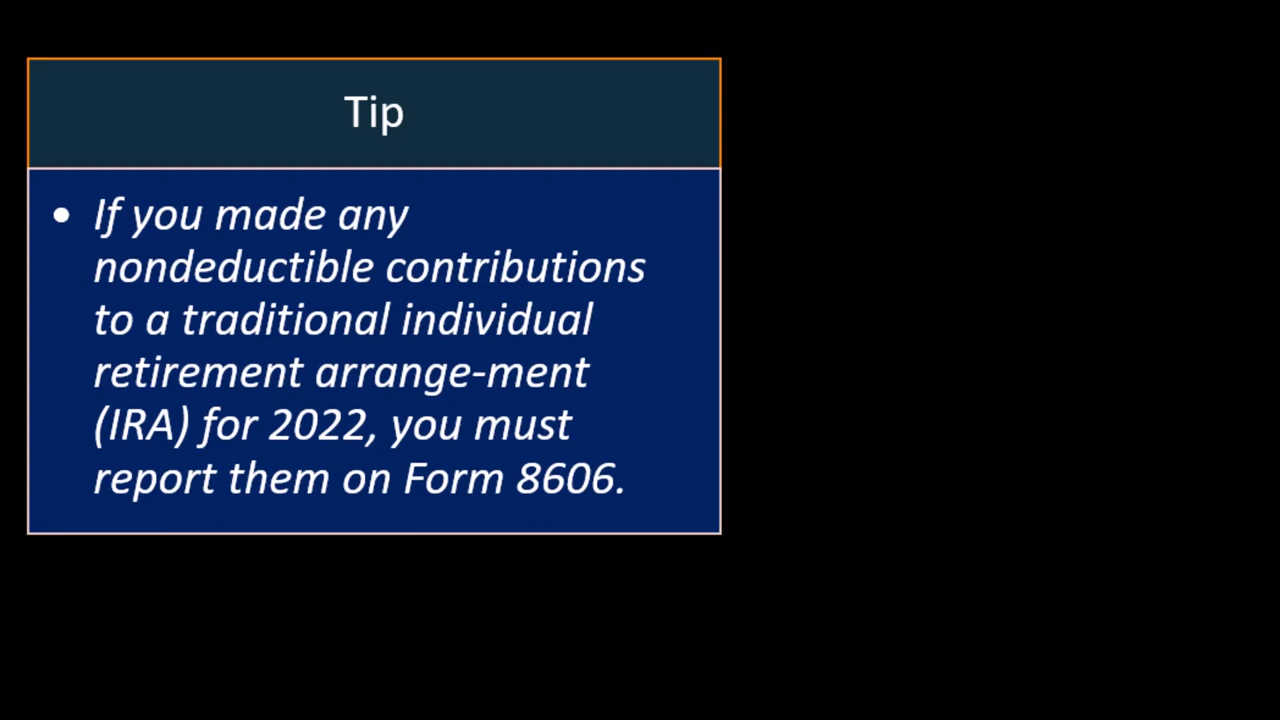 Tip
• If you made any
nondeductible contributions
to a traditional individual
retirement arrange-ment
(IRA) for 2022, you must
report them on Form 8606.